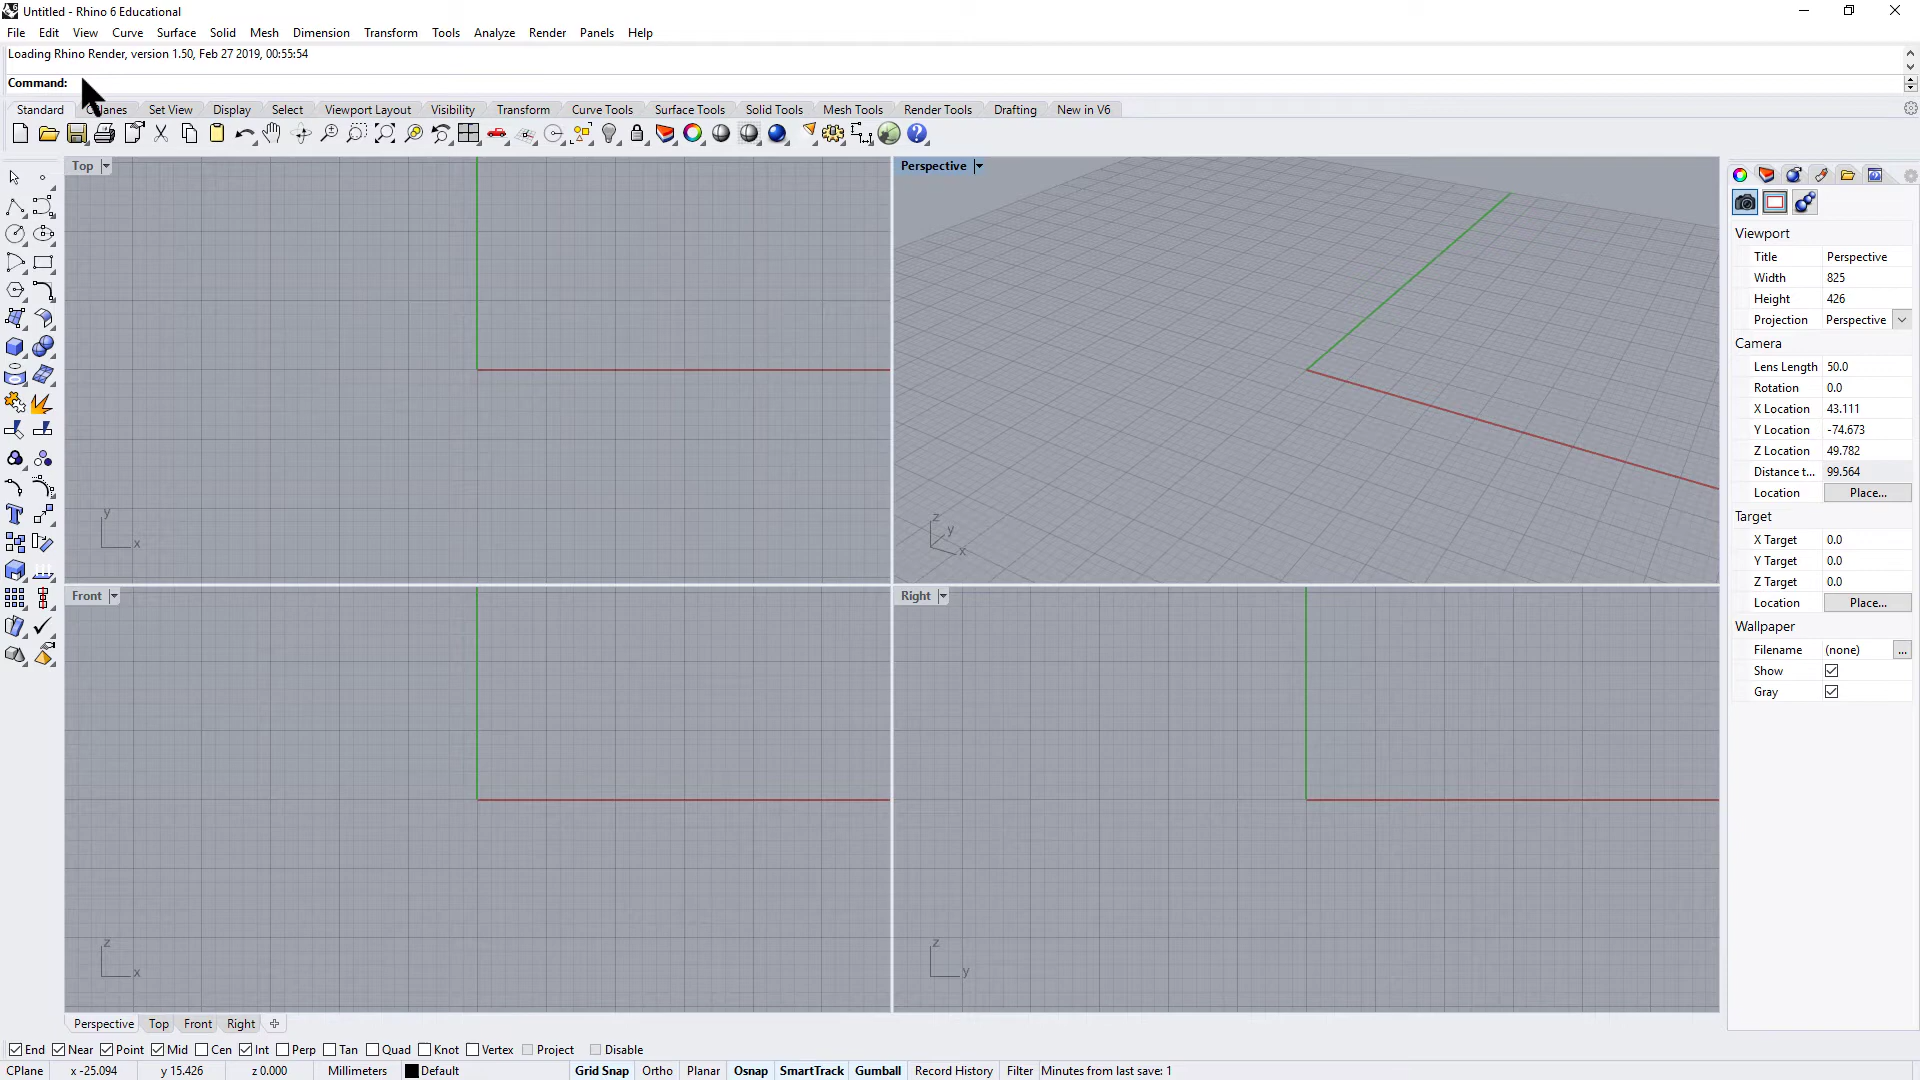 Untitled - Rhino 6 Educational
File Edit View Curve Surface Solid Mesh Dimension Transform Tools Analyze Render Panels Help
Loading Rhino Render, version 1.50, Feb 27 2019, 00:55:54
Command:
Standard Set View Display Select Viewport Layout Visibility Transform Curve Tools Surface Tools Solid Tools Mesh Tools Render Tools Drafting New in V6
Top
Perspective
Viewport
Title Perspective
Width 825
Height 426
Projection Perspective
Camera
Lens Length 50.0
Rotation 0.0
X Location 43.111
Y Location -74.673
Z Location 49.782
Distance t... 99.564
Location Place...
Target
X Target 0.0
Y Target 0.0
Z Target 0.0
Location Place...
Wallpaper
Filename (none) ...
Show
Gray
y
x
z
y
x
Front
Right
z
x
z
y
Perspective Top Front Right
End Near Point Mid Cen Int Perp Tan Quad Knot Vertex Project Disable
CPlane x -25.094 y 15.426 z 0.000 Millimeters Default Grid Snap Ortho Planar Osnap SmartTrack Gumball Record History Filter Minutes from last save: 1